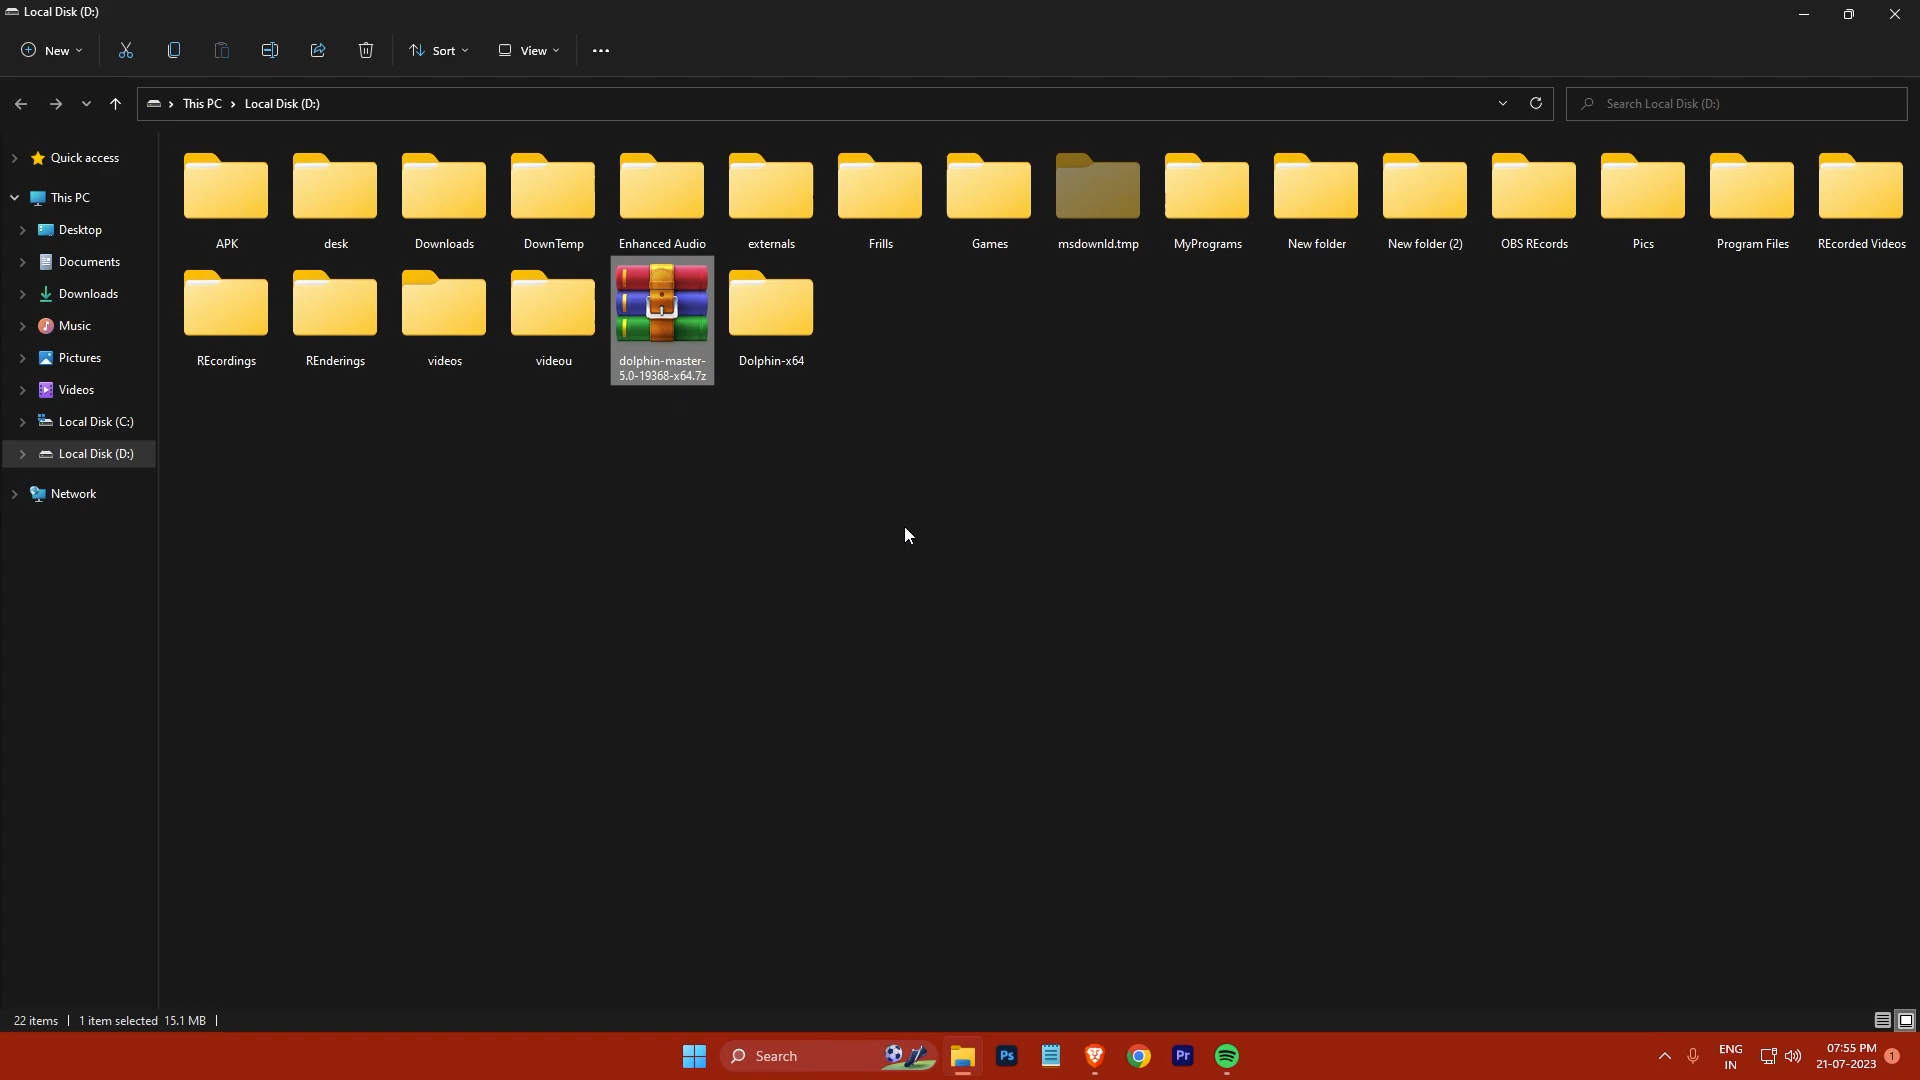 Local Disk (D:)
New
Sort
View
This PC
Local Disk (D:)
Search Local Disk (D:)
Quick access
This PC
Desktop
Documents
Downloads
Music
Pictures
Videos
Local Disk (C:)
Local Disk (D:)
Network
APK
desk
Downloads
DownTemp
Enhanced Audio
externals
Frills
Games
msdownld.tmp
MyPrograms
New folder
New folder (2)
OBS REcords
Pics
Program Files
REcorded Videos
REcordings
REnderings
videos
videou
dolphin-master-
5.0-19368-x64.7z
Dolphin-x64
22 items
1 item selected 15.1 MB
Search
Ps
Pr
ENG
IN
07:55 PM
21-07-2023
1